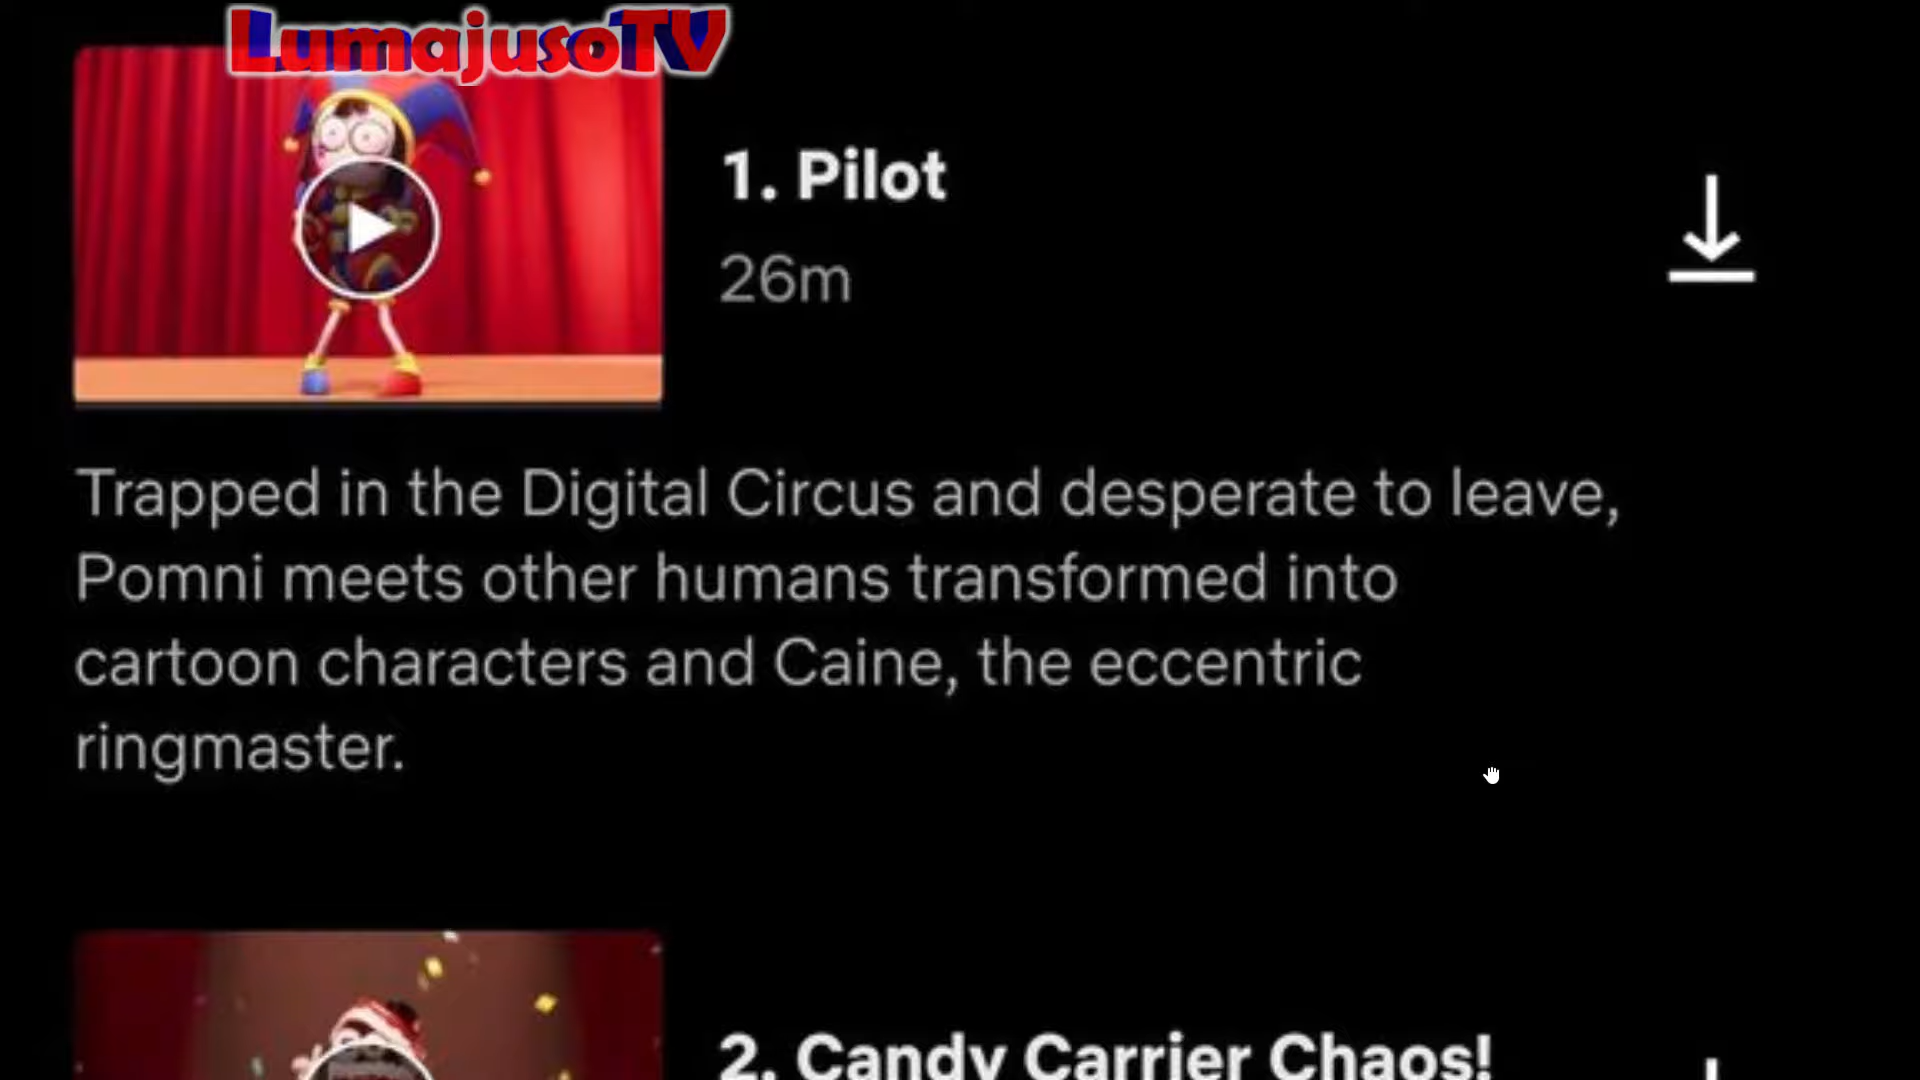 LumajusoTV
1. Pilot
26m
Trapped in the Digital Circus and desperate to leave,
Pomni meets other humans transformed into
cartoon characters and Caine, the eccentric
ringmaster.
2. Candy Carrier Chaos!